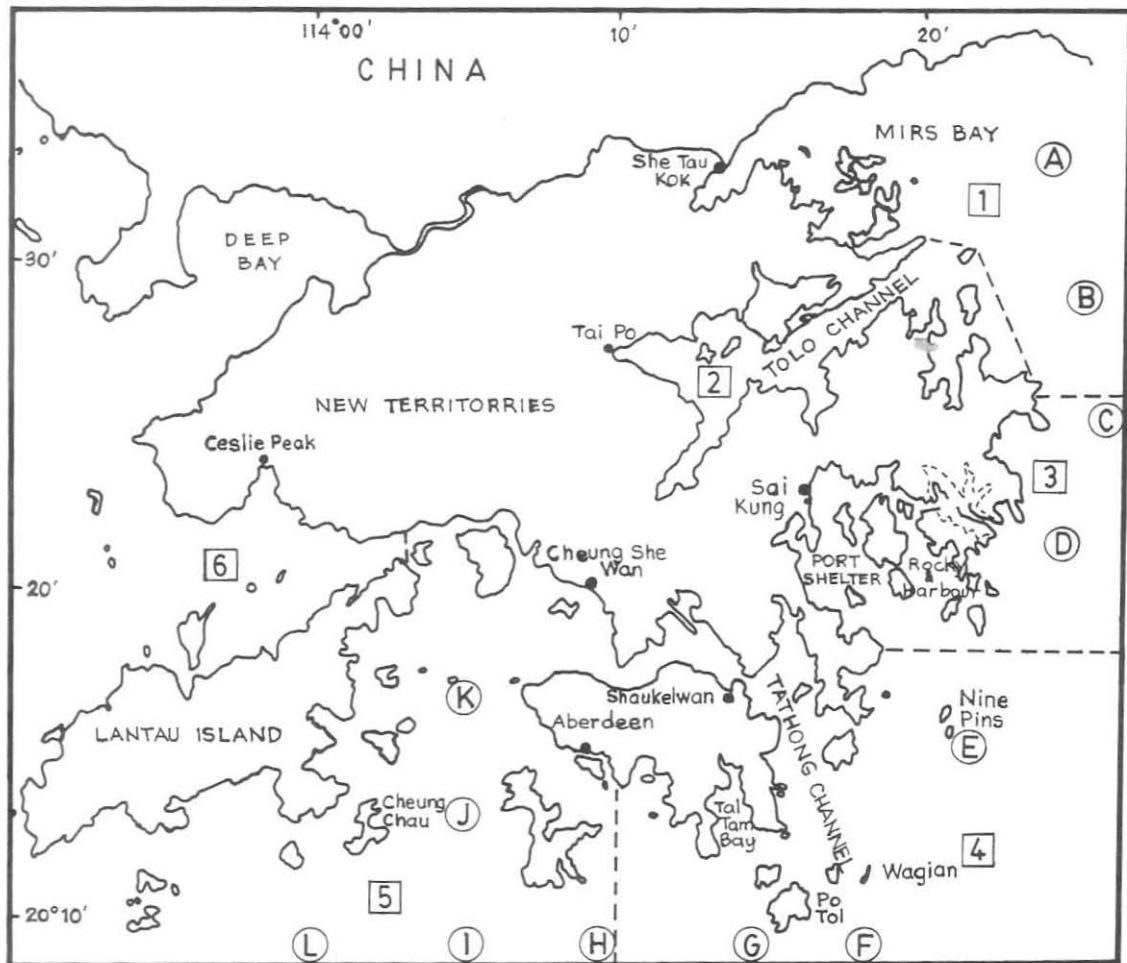 114°00'
10'
20'
CHINA
MIRS BAY
She Tau
Kok
A
1
DEEP
BAY
30'
B
TOLO CHANNEL
Tai Po
2
NEW TERRITORRIES
C
Ceslie Peak
3
Sai
Kung
D
6
Cheung She
Wan
PORT
SHELTER
Rocky
Harbour
20'
K
Shaukelwan
TATHONG CHANNEL
Nine
Pins
LANTAU ISLAND
Aberdeen
E
Cheung
Chau
J
Tal
Tam
Bay
4
Wagian
5
20°10'
Po
Tol
L
I
H
G
F